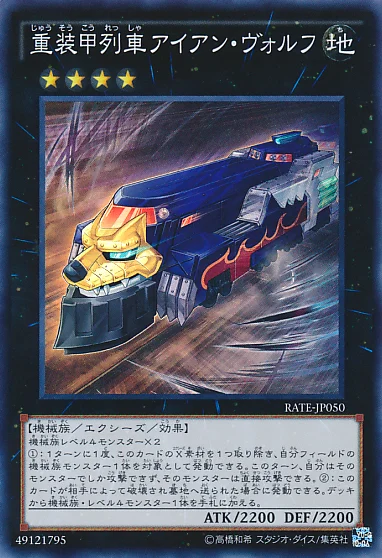 重装甲列車アイアン・ヴォルフ 地
RATE-JP050
【機械族/エクシーズ/効果】
機械族レベル4モンスター×2
①：1ターンに1度、このカードのX素材を1つ取り除き、自分フィールド
の機械族モンスター1体を対象として発動できる。このターン、自分はその
モンスターでしか攻撃できず、そのモンスターは直接攻撃できる。②：この
カードが相手によって破壊され墓地へ送られた場合に発動できる。デッキ
から機械族・レベル4モンスター1体を手札に加える。
ATK/2200 DEF/2200
49121795
©高橋和希 スタジオ・ダイス/集英社